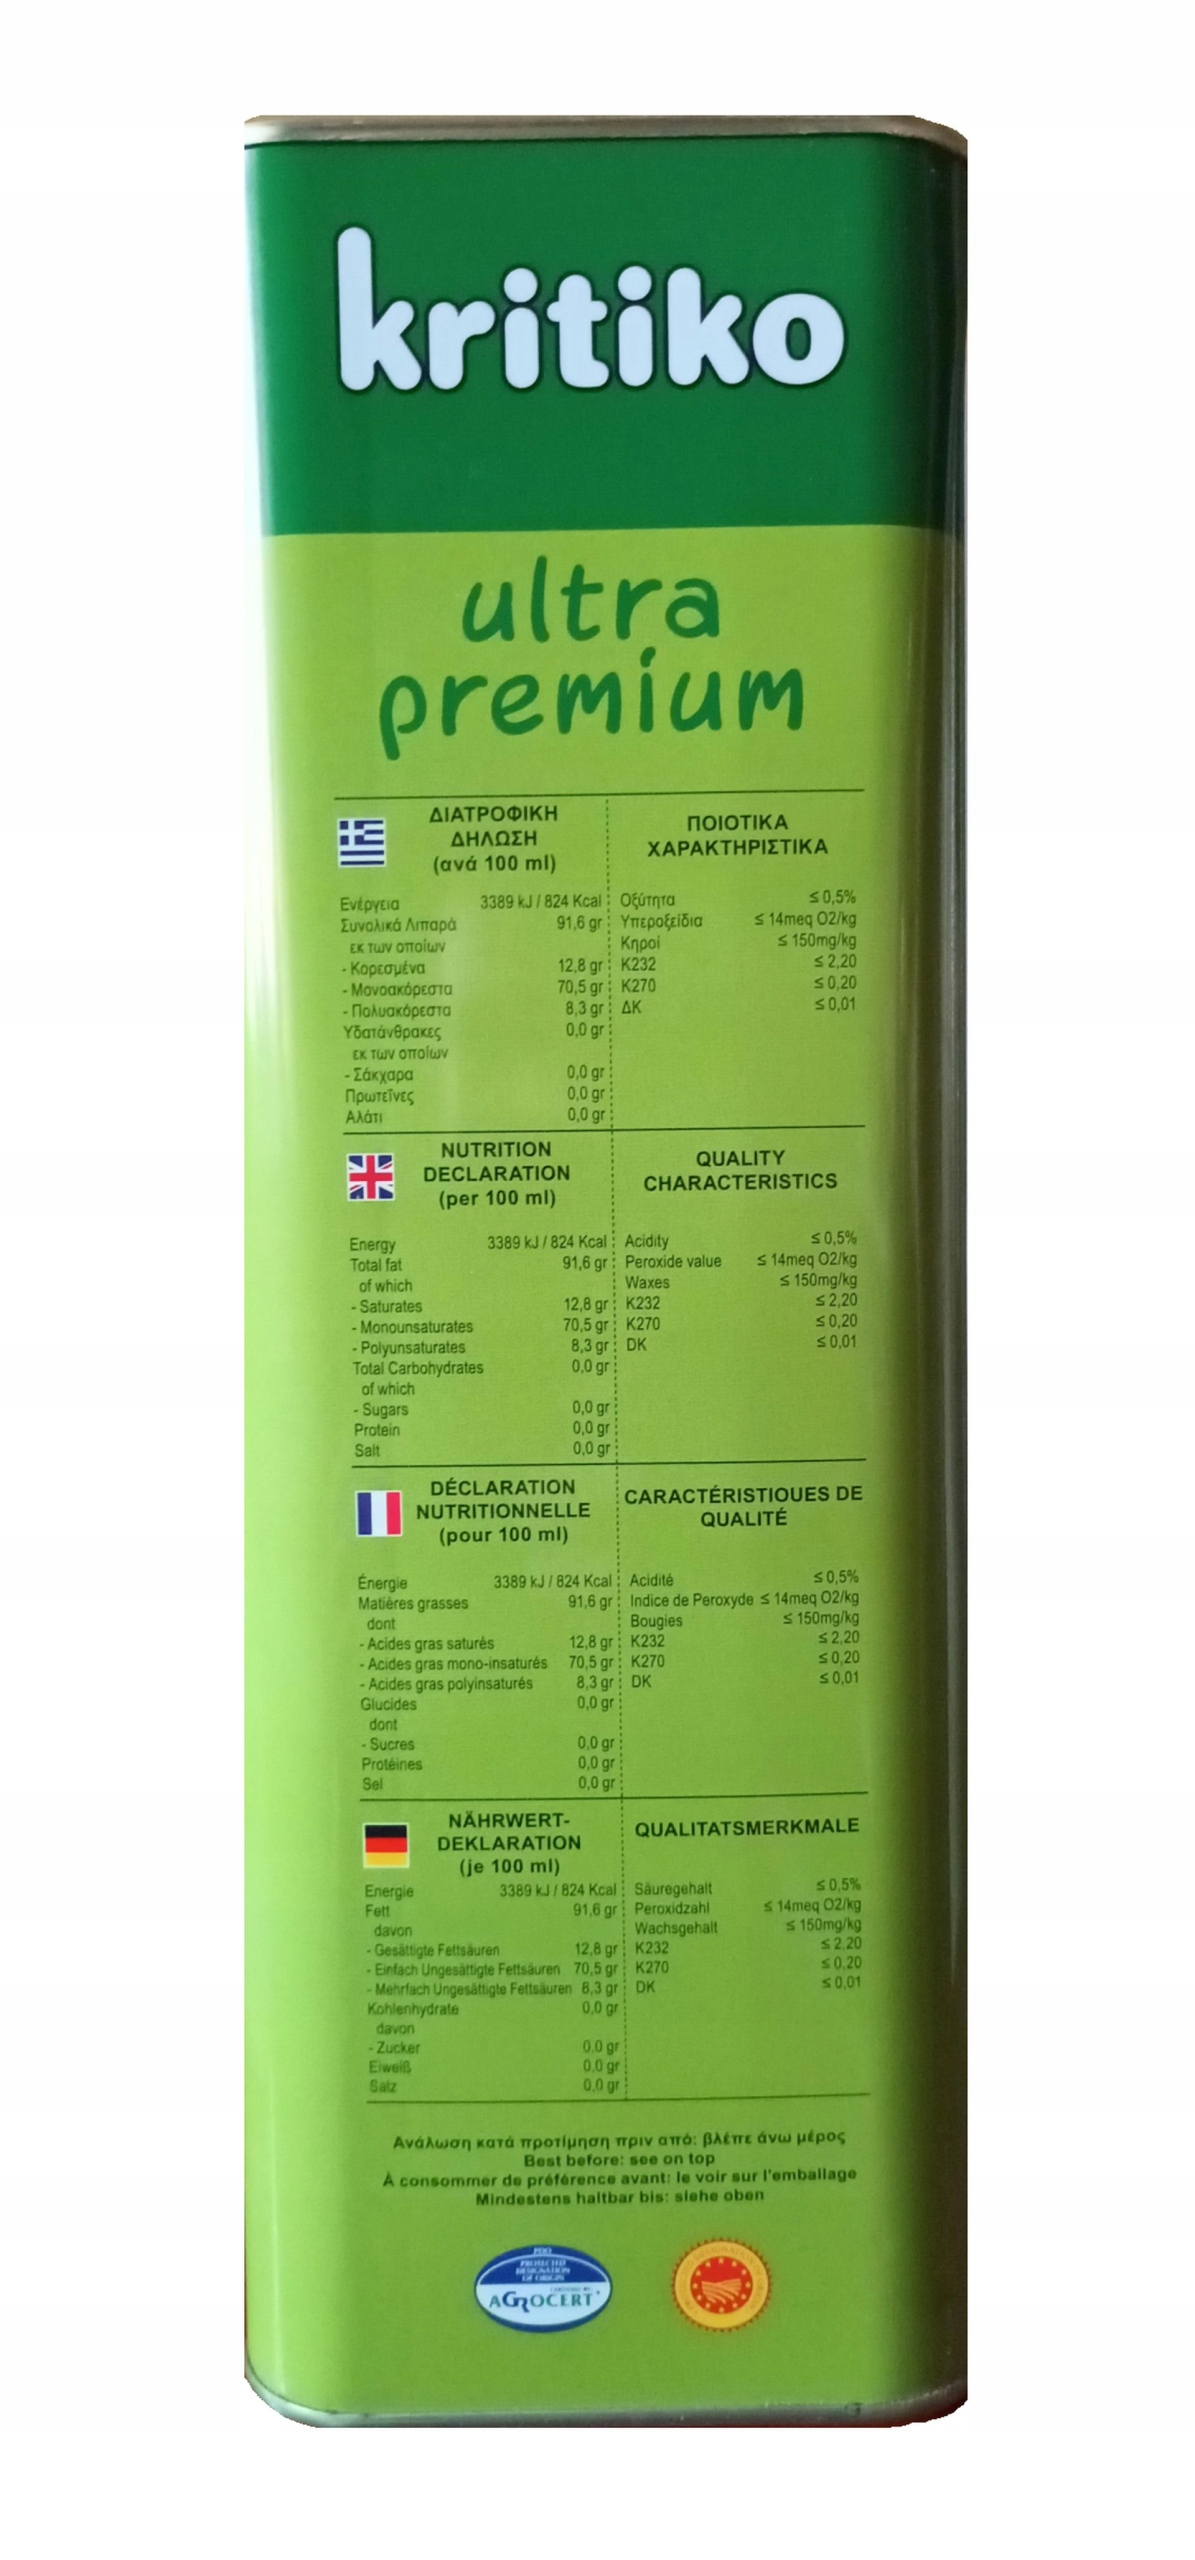 kritiko
ultra
premium
ΔΙΑΤΡΟΦΙΚΗ
ΔΗΛΩΣΗ
(ανά 100 ml)
Ενέργεια 3389 kJ / 824 Kcal
Συνολικά Λιπαρά 91,6 gr
εκ των οποίων
- Κορεσμένα 12,8 gr
- Μονοακόρεστα 70,5 gr
- Πολυακόρεστα 8,3 gr
Υδατάνθρακες 0,0 gr
εκ των οποίων
- Σάκχαρα 0,0 gr
Πρωτεΐνες 0,0 gr
Αλάτι 0,0 gr
ΠΟΙΟΤΙΚΑ
ΧΑΡΑΚΤΗΡΙΣΤΙΚΑ
Οξύτητα ≤ 0,5%
Υπεροξείδια ≤ 14meq O2/kg
Κηροί ≤ 150mg/kg
K232 ≤ 2,20
K270 ≤ 0,20
ΔΚ ≤ 0,01
NUTRITION
DECLARATION
(per 100 ml)
Energy 3389 kJ / 824 Kcal
Total fat 91,6 gr
of which
- Saturates 12,8 gr
- Monounsaturates 70,5 gr
- Polyunsaturates 8,3 gr
Total Carbohydrates 0,0 gr
of which
- Sugars 0,0 gr
Protein 0,0 gr
Salt 0,0 gr
QUALITY
CHARACTERISTICS
Acidity ≤ 0,5%
Peroxide value ≤ 14meq O2/kg
Waxes ≤ 150mg/kg
K232 ≤ 2,20
K270 ≤ 0,20
DK ≤ 0,01
DÉCLARATION
NUTRITIONNELLE
(pour 100 ml)
Énergie 3389 kJ / 824 Kcal
Matières grasses 91,6 gr
dont
- Acides gras saturés 12,8 gr
- Acides gras mono-insaturés 70,5 gr
- Acides gras polyinsaturés 8,3 gr
Glucides 0,0 gr
dont
- Sucres 0,0 gr
Protéines 0,0 gr
Sel 0,0 gr
CARACTÉRISTIOUES DE
QUALITÉ
Acidité ≤ 0,5%
Indice de Peroxyde ≤ 14meq O2/kg
Bougies ≤ 150mg/kg
K232 ≤ 2,20
K270 ≤ 0,20
DK ≤ 0,01
NÄHRWERT-
DEKLARATION
(je 100 ml)
Energie 3389 kJ / 824 Kcal
Fett 91,6 gr
davon
- Gesättigte Fettsäuren 12,8 gr
- Einfach Ungesättigte Fettsäuren 70,5 gr
- Mehrfach Ungesättigte Fettsäuren 8,3 gr
Kohlenhydrate 0,0 gr
davon
- Zucker 0,0 gr
Eiweiß 0,0 gr
Satz 0,0 gr
QUALITATSMERKMALE
Säuregehalt ≤ 0,5%
Peroxidzahl ≤ 14meq O2/kg
Wachsgehalt ≤ 150mg/kg
K232 ≤ 2,20
K270 ≤ 0,20
DK ≤ 0,01
Ανάλωση κατά προτίμηση πριν από: βλέπε άνω μέρος
Best before: see on top
À consommer de préférence avant: le voir sur l'emballage
Mindestens haltbar bis: siehe oben
PDO
PROTECTED
DESIGNATION
OF ORIGIN
CERTIFIED BY
AGROCERT